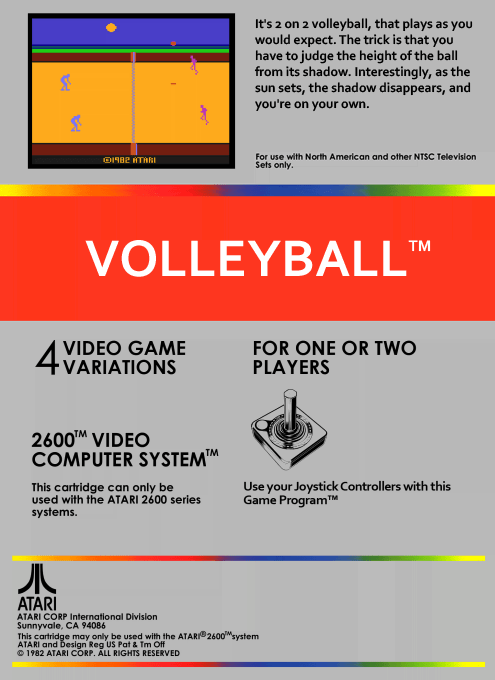 It's 2 on 2 volleyball, that plays as you
would expect. The trick is that you
have to judge the height of the ball
from its shadow. Interestingly, as the
sun sets, the shadow disappears, and
you're on your own.
©1982 ATARI
For use with North American and other NTSC Television
Sets only.
VOLLEYBALL™
4 VIDEO GAME
VARIATIONS
FOR ONE OR TWO
PLAYERS
2600™ VIDEO
COMPUTER SYSTEM™
This cartridge can only be
used with the ATARI 2600 series
systems.
Use your Joystick Controllers with this
Game Program™
ATARI
ATARI CORP International Division
Sunnyvale, CA 94086
This cartridge may only be used with the ATARI®2600™system
ATARI and Design Reg US Pat & Tm Off
© 1982 ATARI CORP. ALL RIGHTS RESERVED